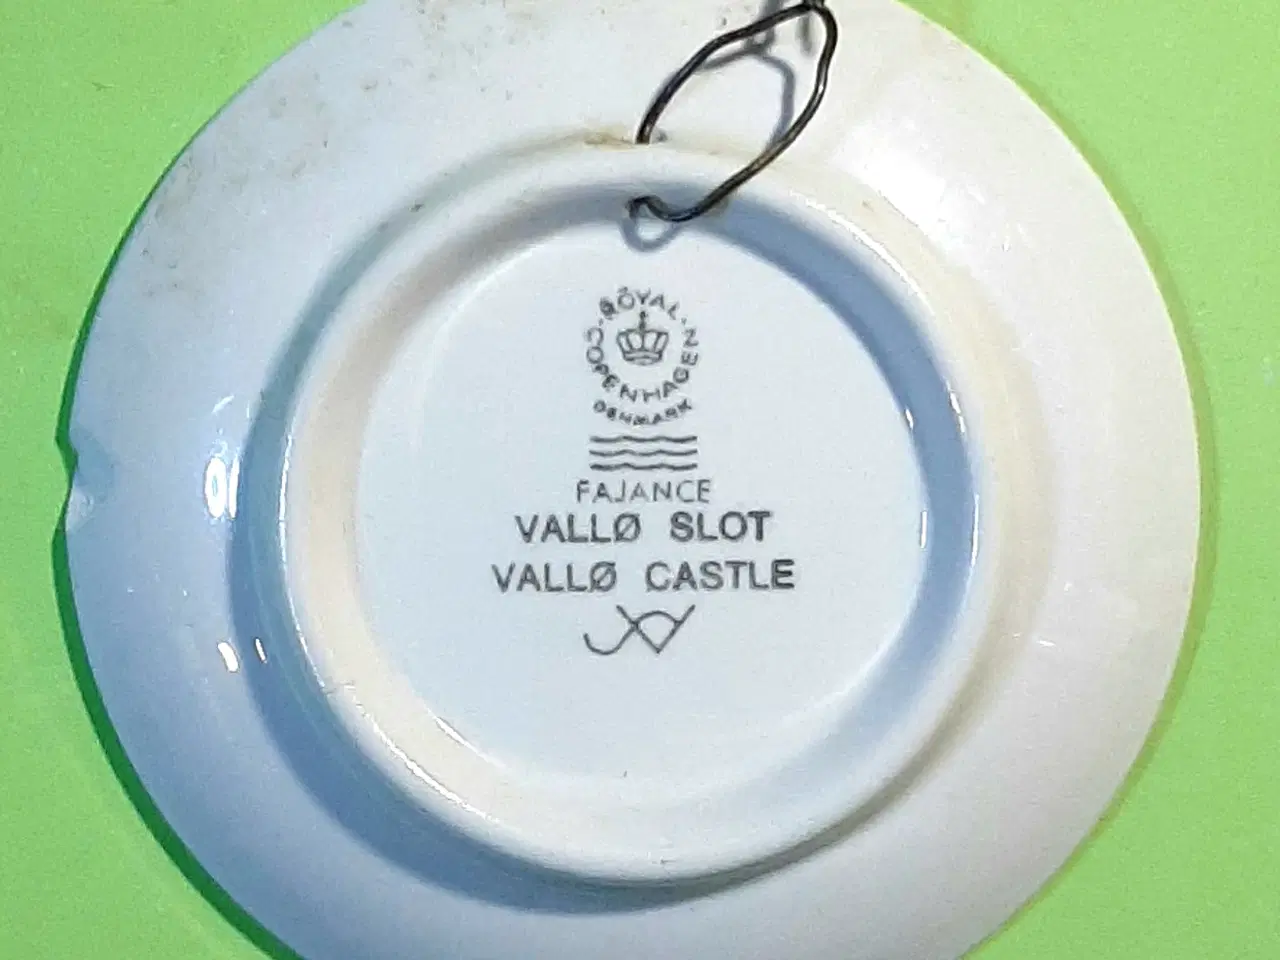 ROYAL
COPENHAGEN
DENMARK
FAJANCE
VALLØ SLOT
VALLØ CASTLE